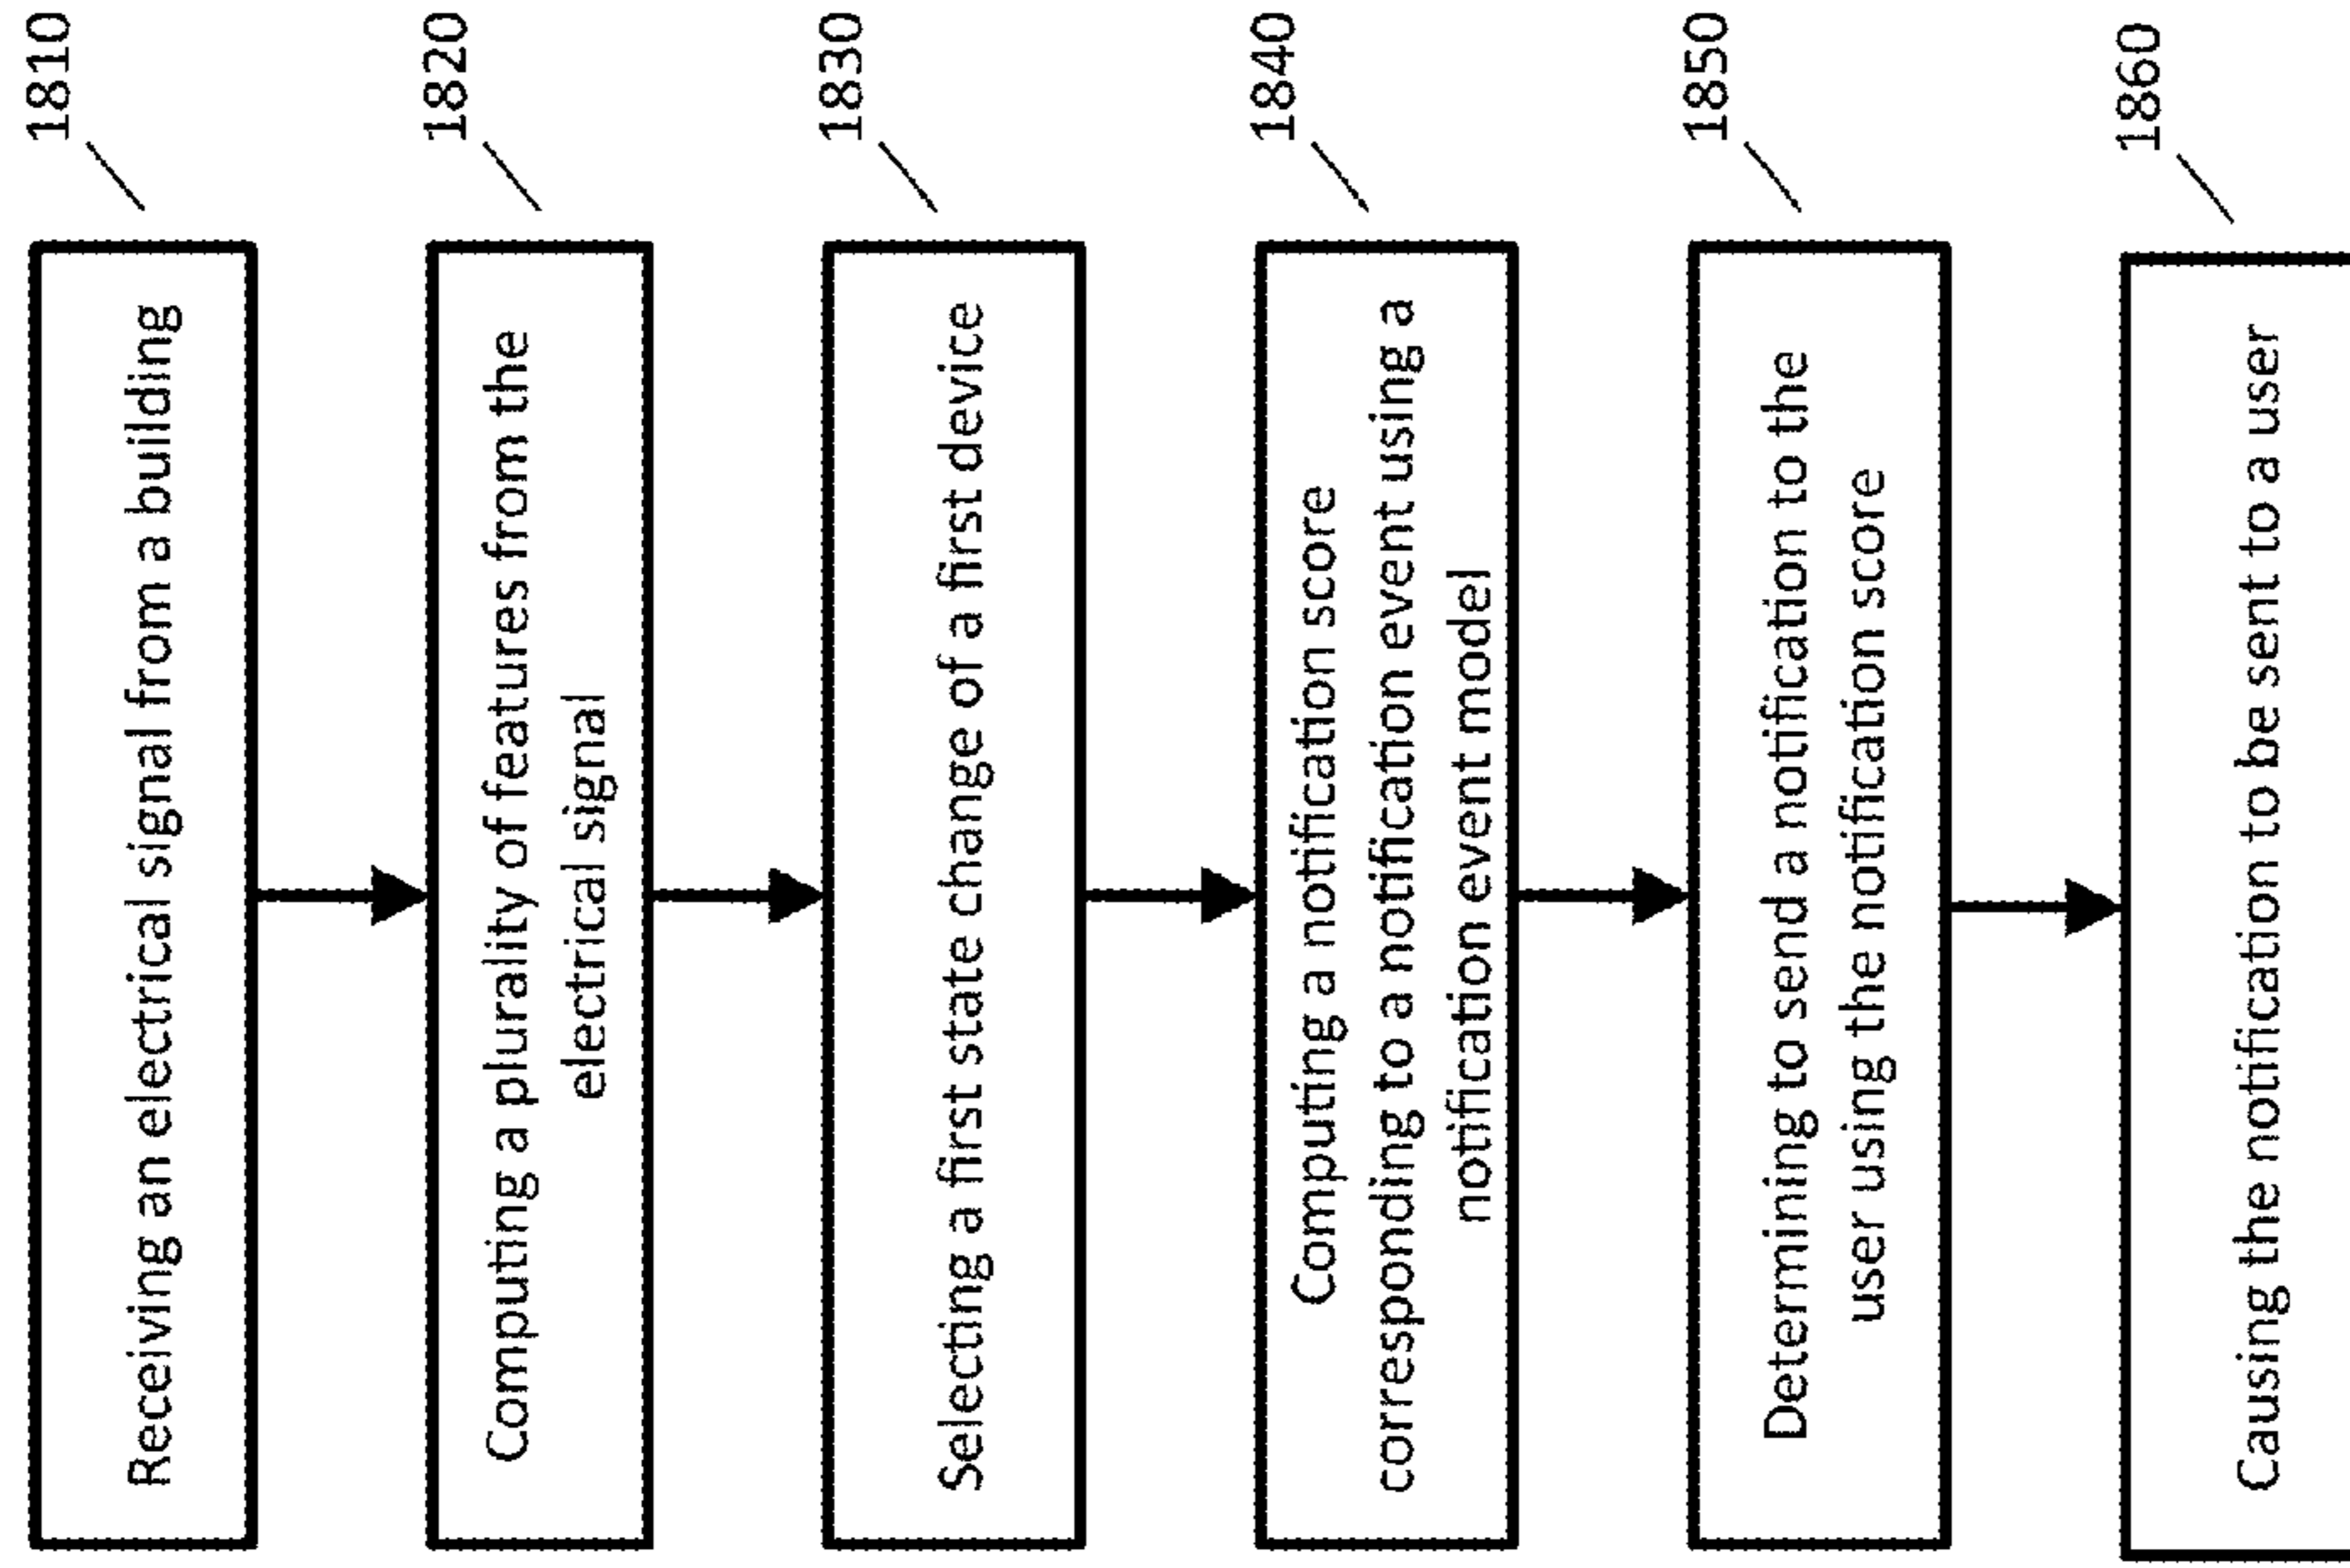 Receiving an electrical signal from a building
1810
Computing a plurality of features from the
electrical signal
1820
Selecting a first state change of a first device
1830
Computing a notification score
corresponding to a notification event using a
notification event model
1840
Determining to send a notification to the
user using the notification score
1850
Causing the notification to be sent to a user
1860